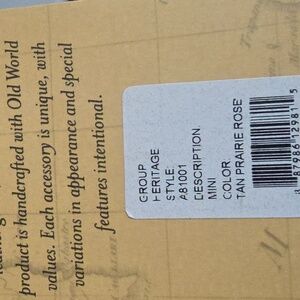 product is handcrafted with Old World
values. Each accessory is unique, with
variations in appearance and special
features intentional.
GROUP
HERITAGE
STYLE:
A81001
DESCRIPTION
MINI
COLOR
TAN PRAIRIE ROSE